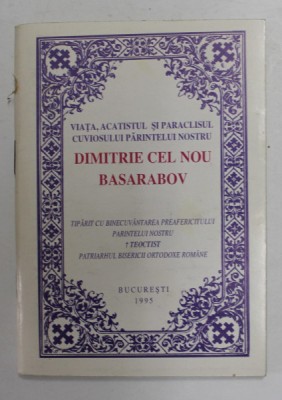 VIAȚA, ACATISTUL ȘI PARACLISUL
CUVIOSULUI PĂRINTELUI NOSTRU
DIMITRIE CEL NOU
BASARABOV
TIPĂRIT CU BINECUVÂNTAREA PREAFERICITULUI
PĂRINTELUI NOSTRU
† TEOCTIST
PATRIARHUL BISERICII ORTODOXE ROMÂNE
BUCUREȘTI
1995